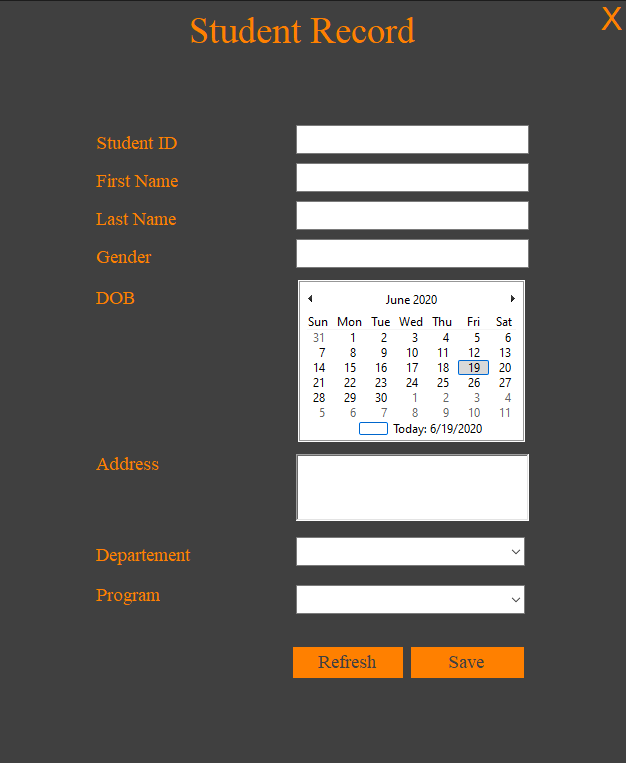 Student Record X
Student ID
First Name
Last Name
Gender
DOB
June 2020
Sun Mon Tue Wed Thu Fri Sat
31 1 2 3 4 5 6
7 8 9 10 11 12 13
14 15 16 17 18 19 20
21 22 23 24 25 26 27
28 29 30 1 2 3 4
5 6 7 8 9 10 11
Today: 6/19/2020
Address
Departement
Program
Refresh Save